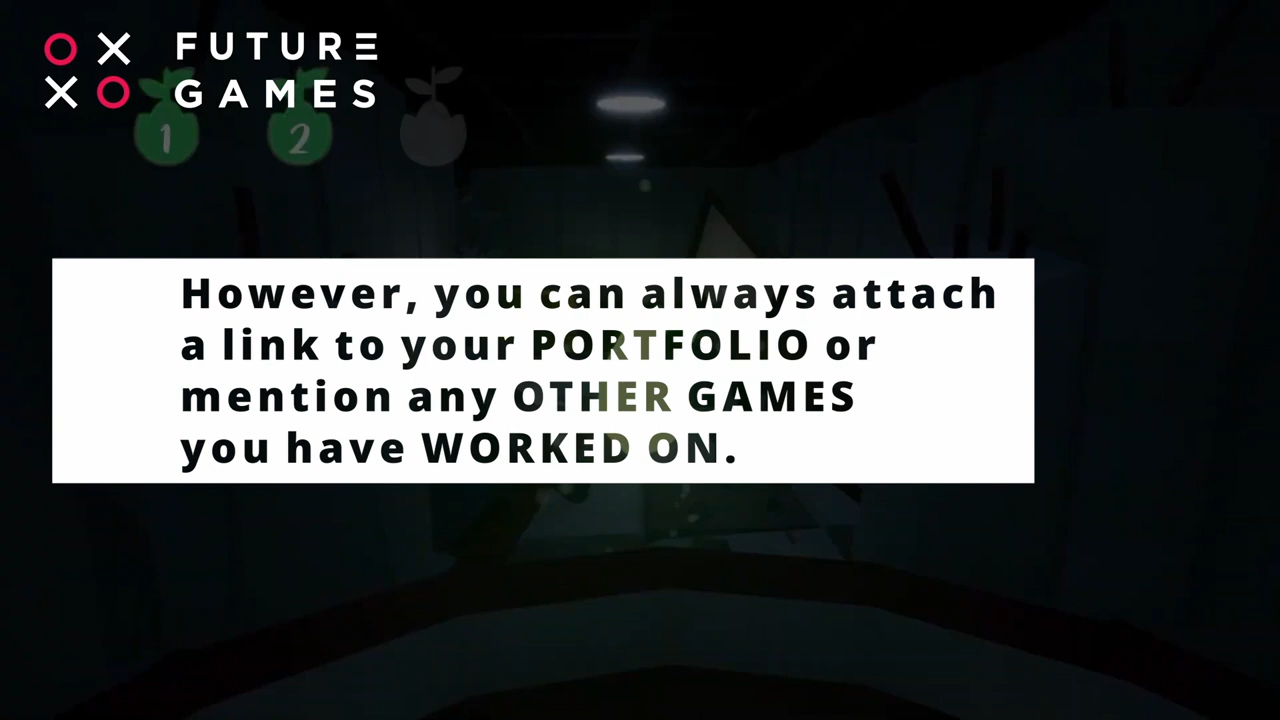 FUTURE
GAMES
1 2
However, you can always attach
a link to your PORTFOLIO or
mention any OTHER GAMES
you have WORKED ON.